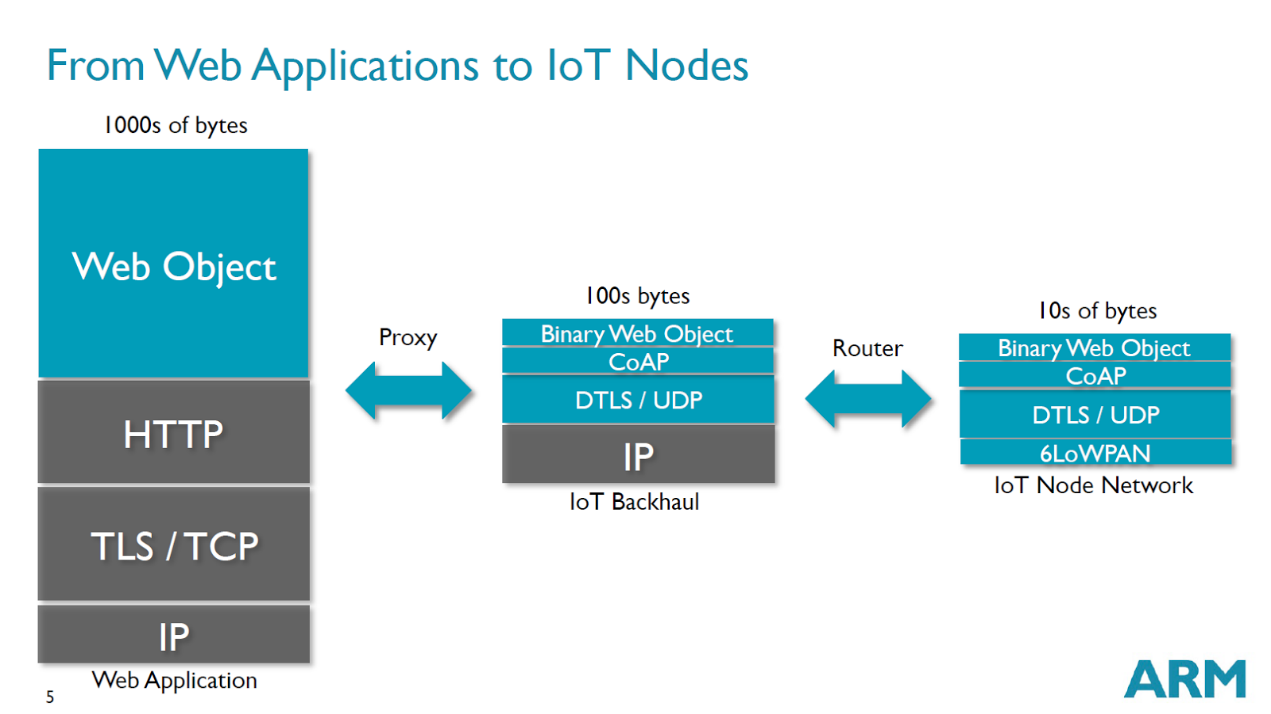 From Web Applications to IoT Nodes
1000s of bytes
Web Object
HTTP
TLS / TCP
IP
Web Application
Proxy
100s bytes
Binary Web Object
CoAP
DTLS / UDP
IP
IoT Backhaul
Router
10s of bytes
Binary Web Object
CoAP
DTLS / UDP
6LoWPAN
IoT Node Network
5
ARM